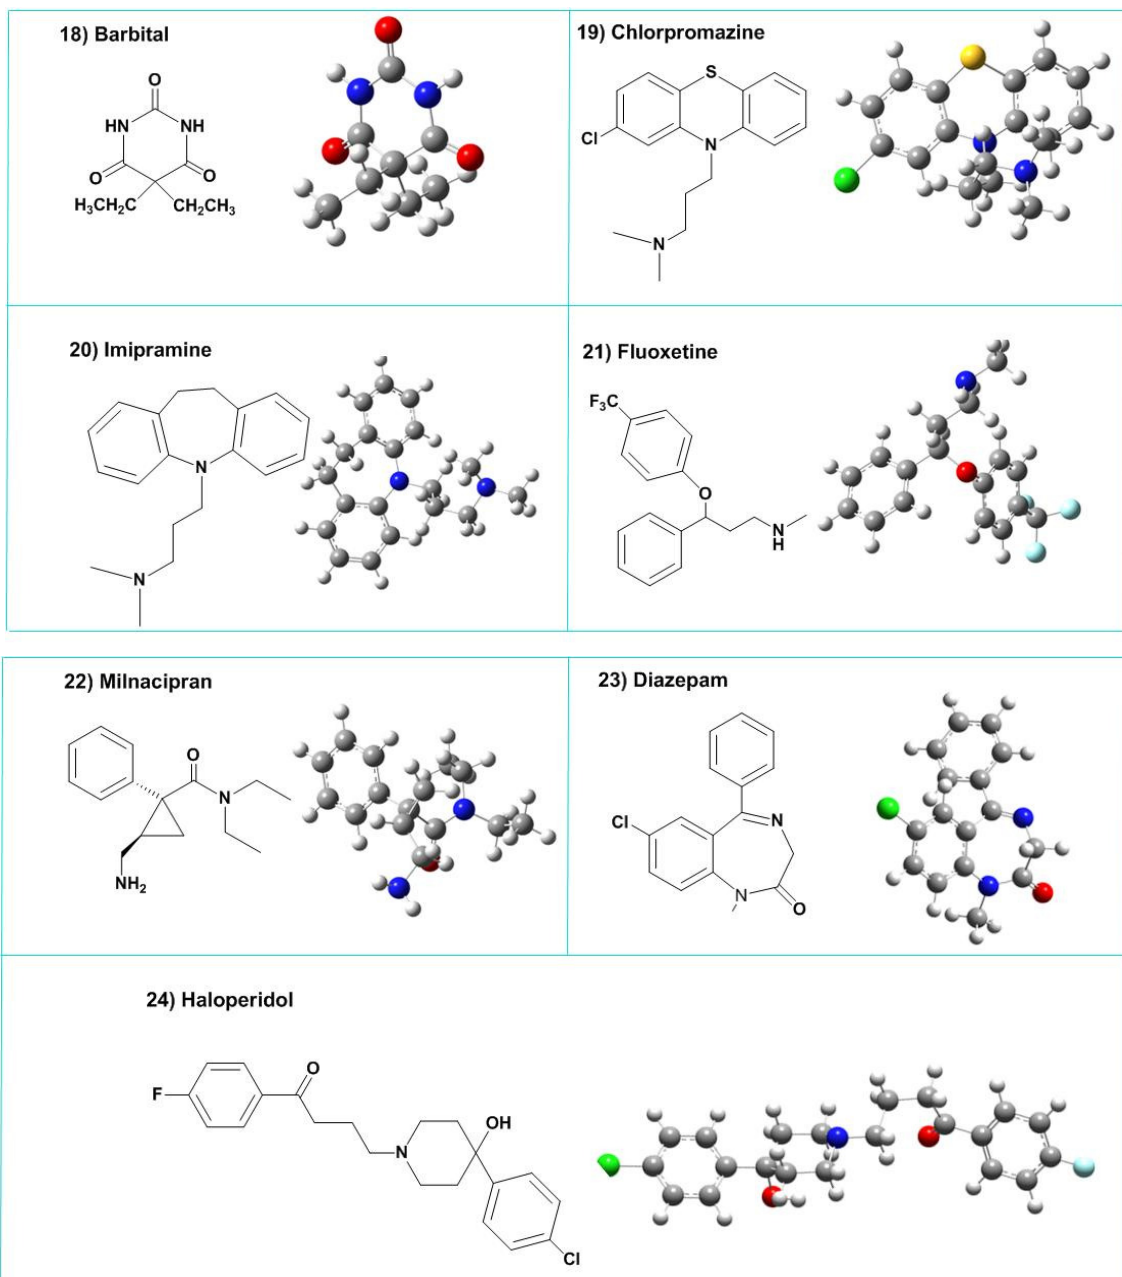 18) Barbital
O
HN NH
O O
H3CH2C CH2CH3
19) Chlorpromazine
S
Cl
N
N
20) Imipramine
N
N
21) Fluoxetine
F3C
O
N
H
22) Milnacipran
O
N
NH2
23) Diazepam
Cl
N
N
O
24) Haloperidol
O
F
OH
N
Cl